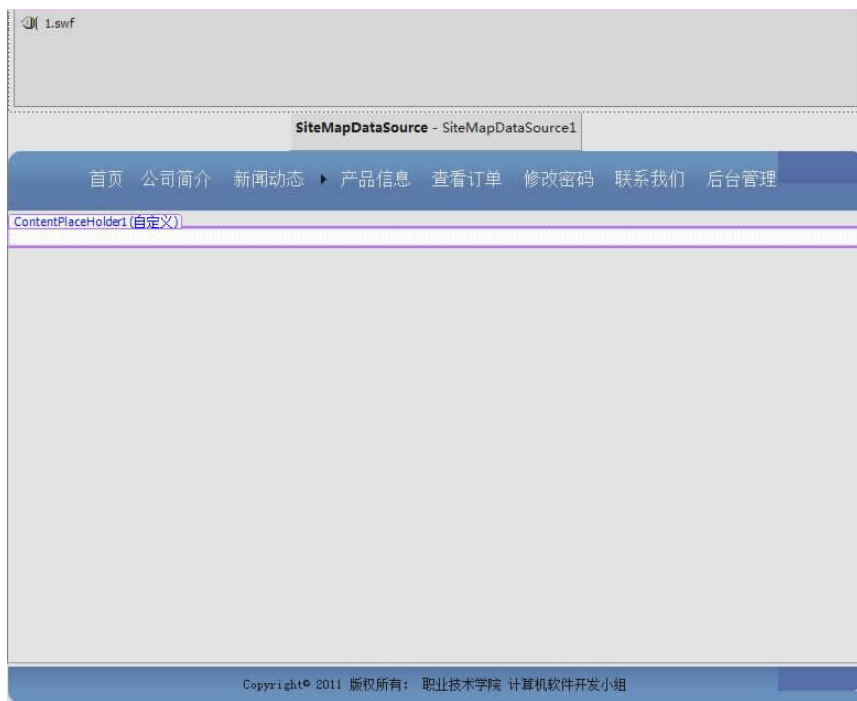 1.swf
SiteMapDataSource - SiteMapDataSource1
首页 公司简介 新闻动态 产品信息 查看订单 修改密码 联系我们 后台管理
ContentPlaceHolder1(自定义)
Copyright© 2011 版权所有: 职业技术学院 计算机软件开发小组